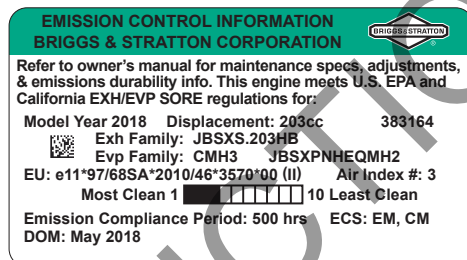 EMISSION CONTROL INFORMATION
BRIGGS & STRATTON CORPORATION
BRIGGS&STRATTON
Refer to owner's manual for maintenance specs, adjustments,
& emissions durability info. This engine meets U.S. EPA and
California EXH/EVP SORE regulations for:
Model Year 2018 Displacement: 203cc 383164
Exh Family: JBSXS.203HB
Evp Family: CMH3 JBSXPNHEQMH2
EU: e11*97/68SA*2010/46*3570*00 (II) Air Index #: 3
Most Clean 1 10 Least Clean
Emission Compliance Period: 500 hrs ECS: EM, CM
DOM: May 2018